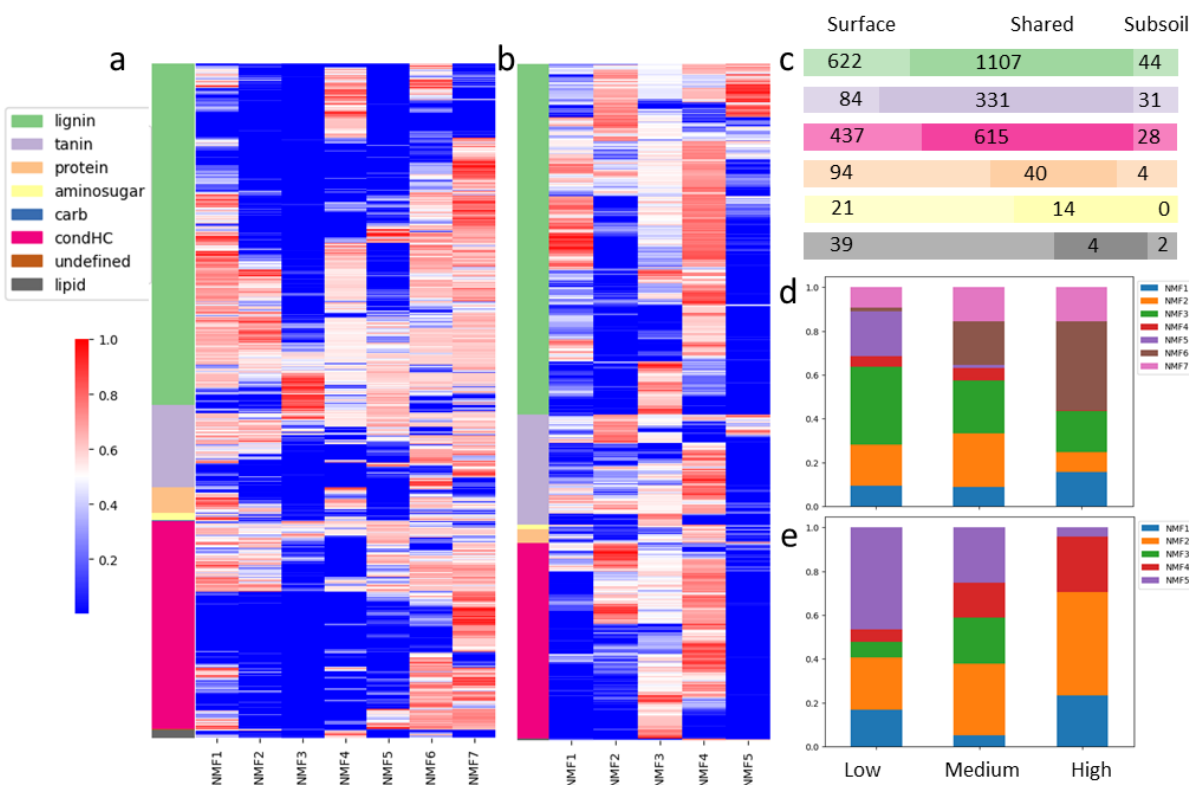 a
lignin
tanin
protein
aminosugar
carb
condHC
undefined
lipid
1.0
0.8
0.6
0.4
0.2
NMF1
NMF2
NMF3
NMF4
NMF5
NMF6
NMF7
b
NMF1
NMF2
NMF3
NMF4
NMF5
c
Surface Shared Subsoil
622 1107 44
84 331 31
437 615 28
94 40 4
21 14 0
39 4 2
d
1.0
0.8
0.6
0.4
0.2
0.0
NMF1
NMF2
NMF3
NMF4
NMF5
NMF6
NMF7
e
1.0
0.8
0.6
0.4
0.2
0.0
NMF1
NMF2
NMF3
NMF4
NMF5
Low Medium High